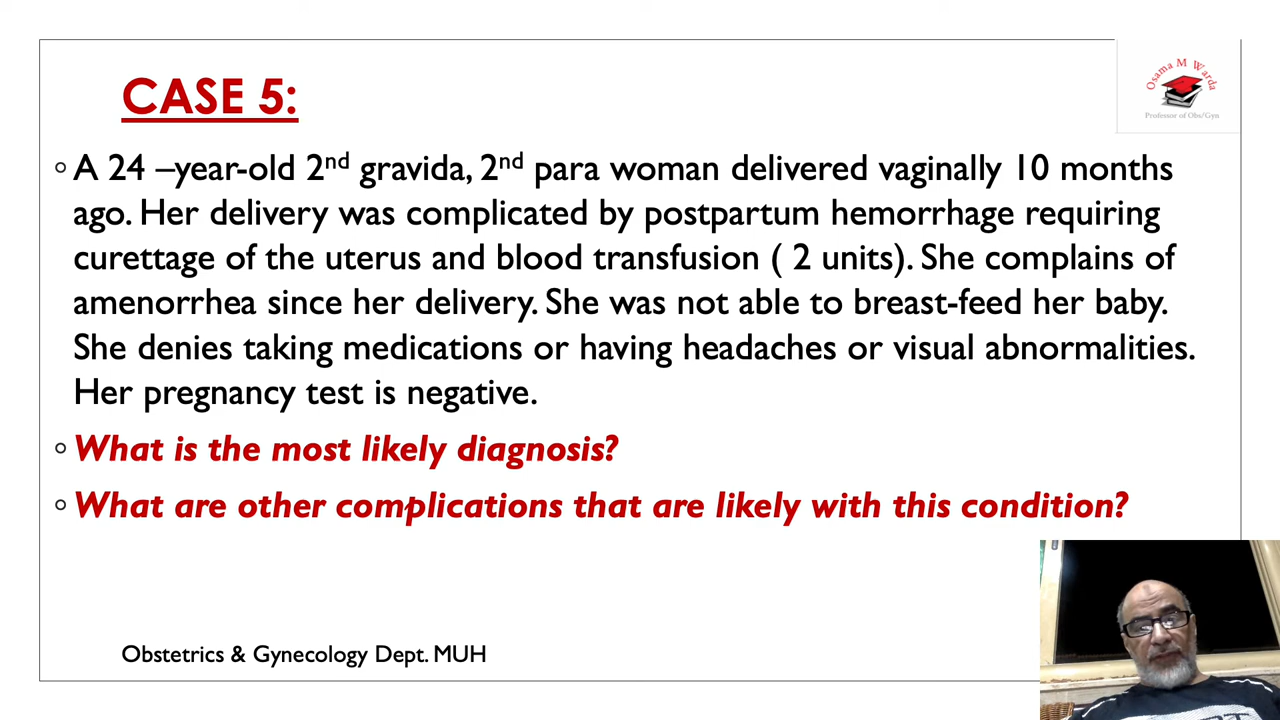 CASE 5:
Osama M Warda
Professor of Obs/Gyn
◦ A 24 –year-old 2nd gravida, 2nd para woman delivered vaginally 10 months
ago. Her delivery was complicated by postpartum hemorrhage requiring
curettage of the uterus and blood transfusion ( 2 units). She complains of
amenorrhea since her delivery. She was not able to breast-feed her baby.
She denies taking medications or having headaches or visual abnormalities.
Her pregnancy test is negative.
◦ What is the most likely diagnosis?
◦ What are other complications that are likely with this condition?
Obstetrics & Gynecology Dept. MUH